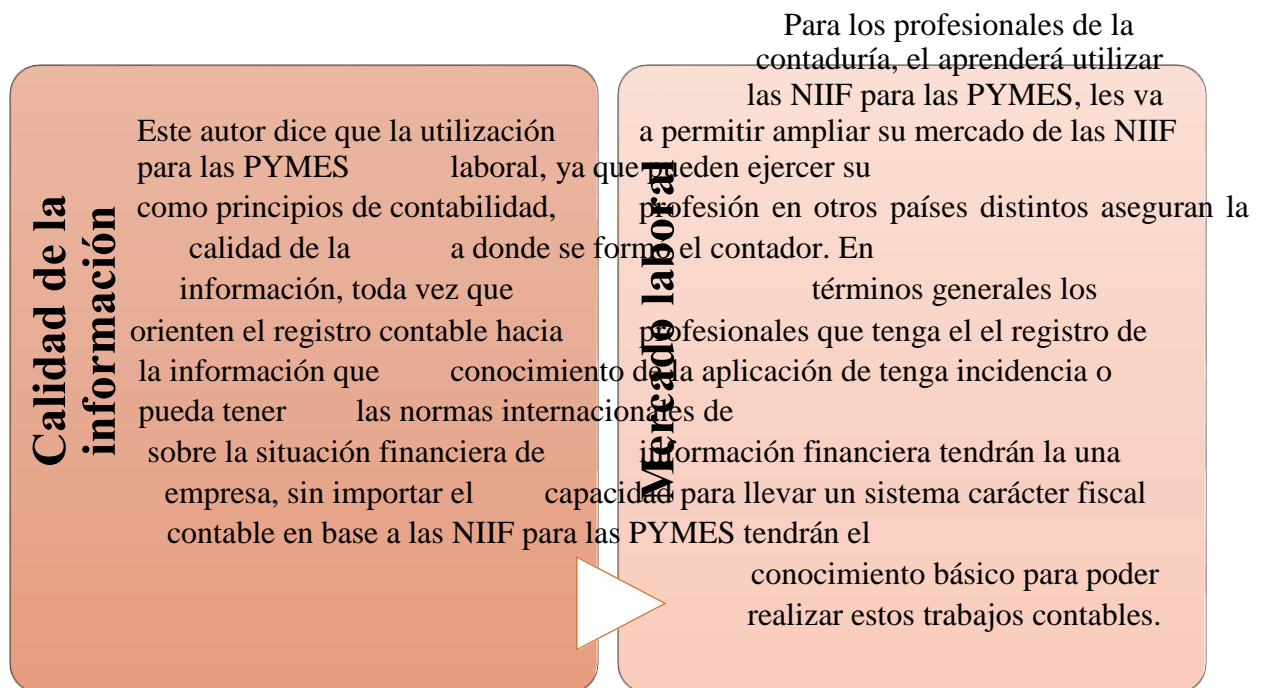 Para los profesionales de la
contaduría, el aprenderá utilizar
las NIIF para las PYMES, les va
Este autor dice que la utilización a permitir ampliar su mercado de las NIIF
para las PYMES laboral, ya que pueden ejercer su
como principios de contabilidad, profesión en otros países distintos aseguran la
calidad de la a donde se formo el contador. En
información, toda vez que términos generales los
orienten el registro contable hacia profesionales que tenga el el registro de
la información que conocimiento de la aplicación de tenga incidencia o
pueda tener las normas internacionales de
sobre la situación financiera de información financiera tendrán la una
empresa, sin importar el capacidad para llevar un sistema carácter fiscal
contable en base a las NIIF para las PYMES tendrán el
conocimiento básico para poder
realizar estos trabajos contables.
Calidad de la
información
Mercado laboral